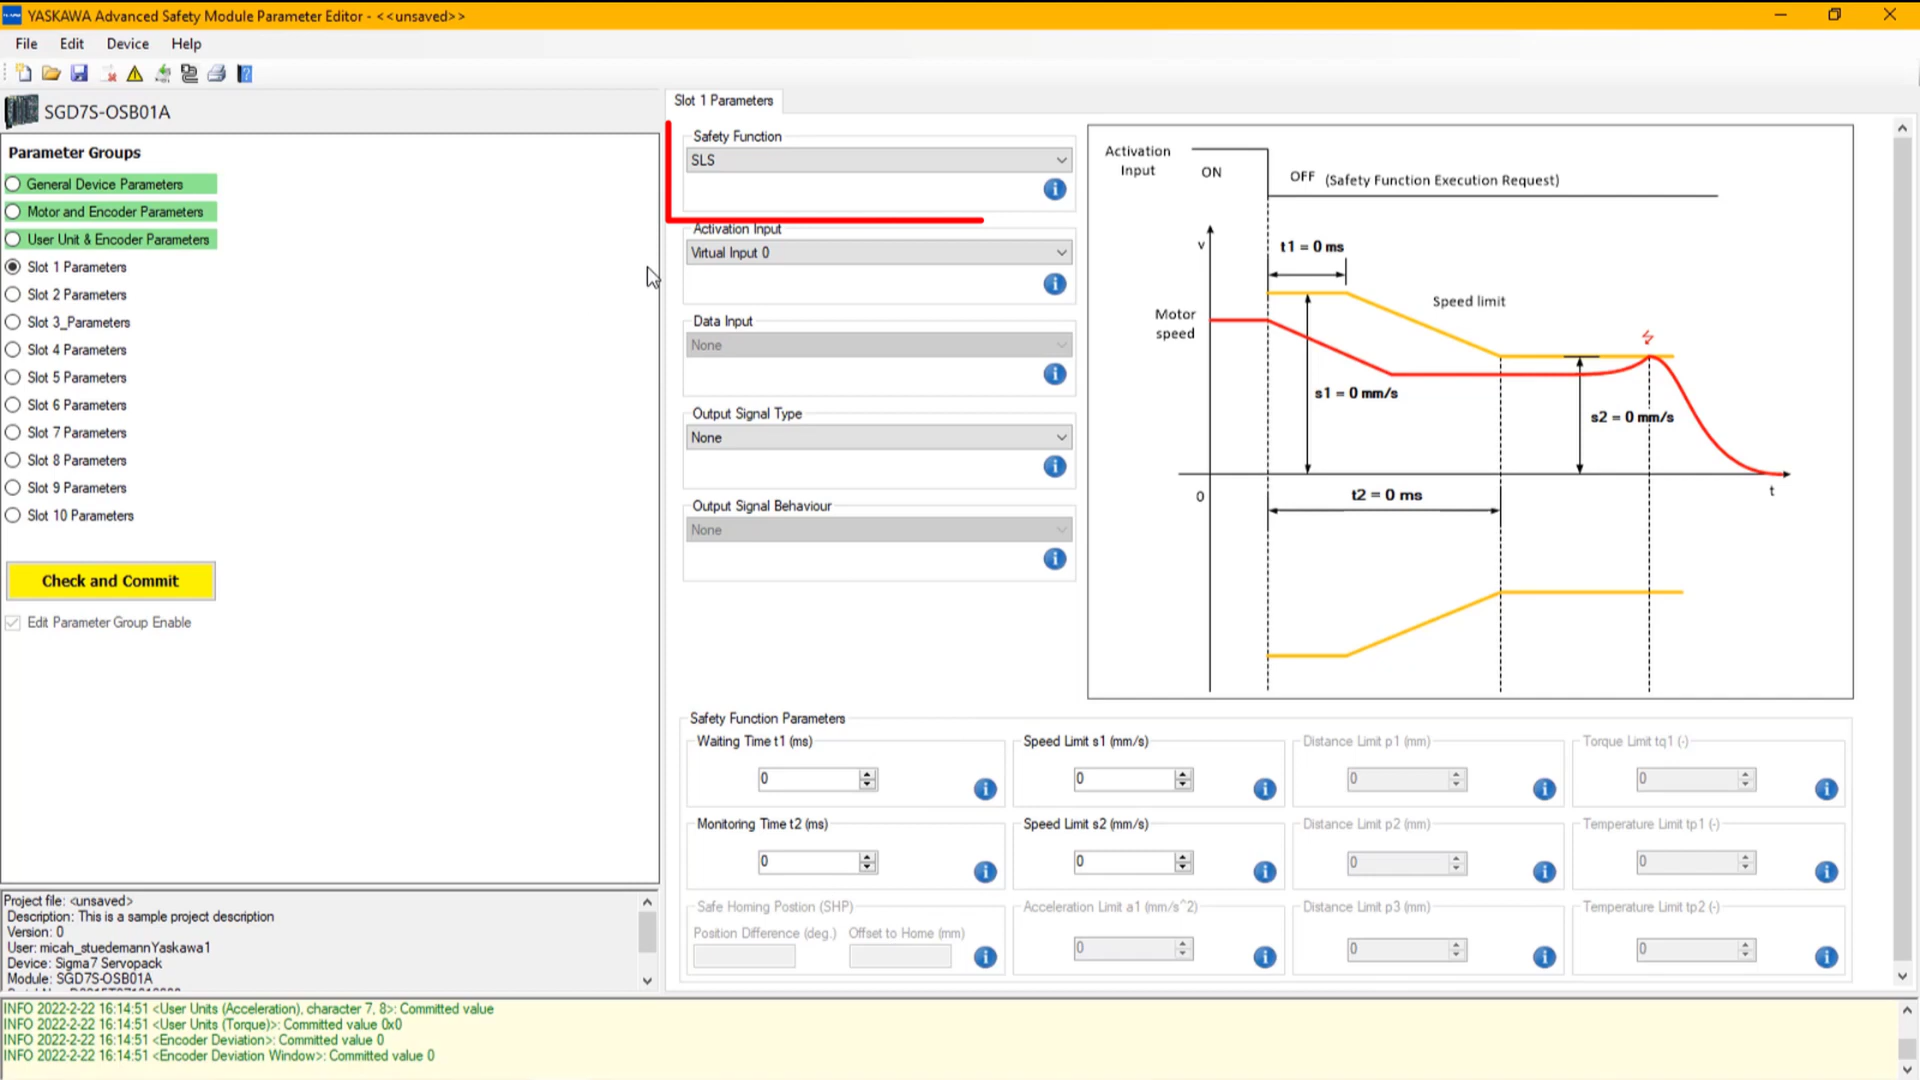 YASKAWA Advanced Safety Module Parameter Editor - <<unsaved>>
File Edit Device Help
SGD7S-OSB01A
Parameter Groups
General Device Parameters
Motor and Encoder Parameters
User Unit & Encoder Parameters
Slot 1 Parameters
Slot 2 Parameters
Slot 3_Parameters
Slot 4 Parameters
Slot 5 Parameters
Slot 6 Parameters
Slot 7 Parameters
Slot 8 Parameters
Slot 9 Parameters
Slot 10 Parameters
Check and Commit
Edit Parameter Group Enable
Project file: <unsaved>
Description: This is a sample project description
Version: 0
User: micah_stuedemannYaskawa1
Device: Sigma7 Servopack
Module: SGD7S-OSB01A
Slot 1 Parameters
Safety Function
SLS
Activation Input
Virtual Input 0
Data Input
None
Output Signal Type
None
Output Signal Behaviour
None
Activation
Input
ON
OFF (Safety Function Execution Request)
v
t1 = 0 ms
Speed limit
Motor
speed
s1 = 0 mm/s
s2 = 0 mm/s
0
t2 = 0 ms
t
Safety Function Parameters
Waiting Time t1 (ms)
0
Speed Limit s1 (mm/s)
0
Distance Limit p1 (mm)
0
Torque Limit tq1 (-)
0
Monitoring Time t2 (ms)
0
Speed Limit s2 (mm/s)
0
Distance Limit p2 (mm)
0
Temperature Limit tp1 (-)
0
Safe Homing Postion (SHP)
Position Difference (deg.) Offset to Home (mm)
Acceleration Limit a1 (mm/s^2)
0
Distance Limit p3 (mm)
0
Temperature Limit tp2 (-)
0
INFO 2022-2-22 16:14:51 <User Units (Acceleration), character 7, 8>: Committed value
INFO 2022-2-22 16:14:51 <User Units (Torque)>: Committed value 0x0
INFO 2022-2-22 16:14:51 <Encoder Deviation>: Committed value 0
INFO 2022-2-22 16:14:51 <Encoder Deviation Window>: Committed value 0